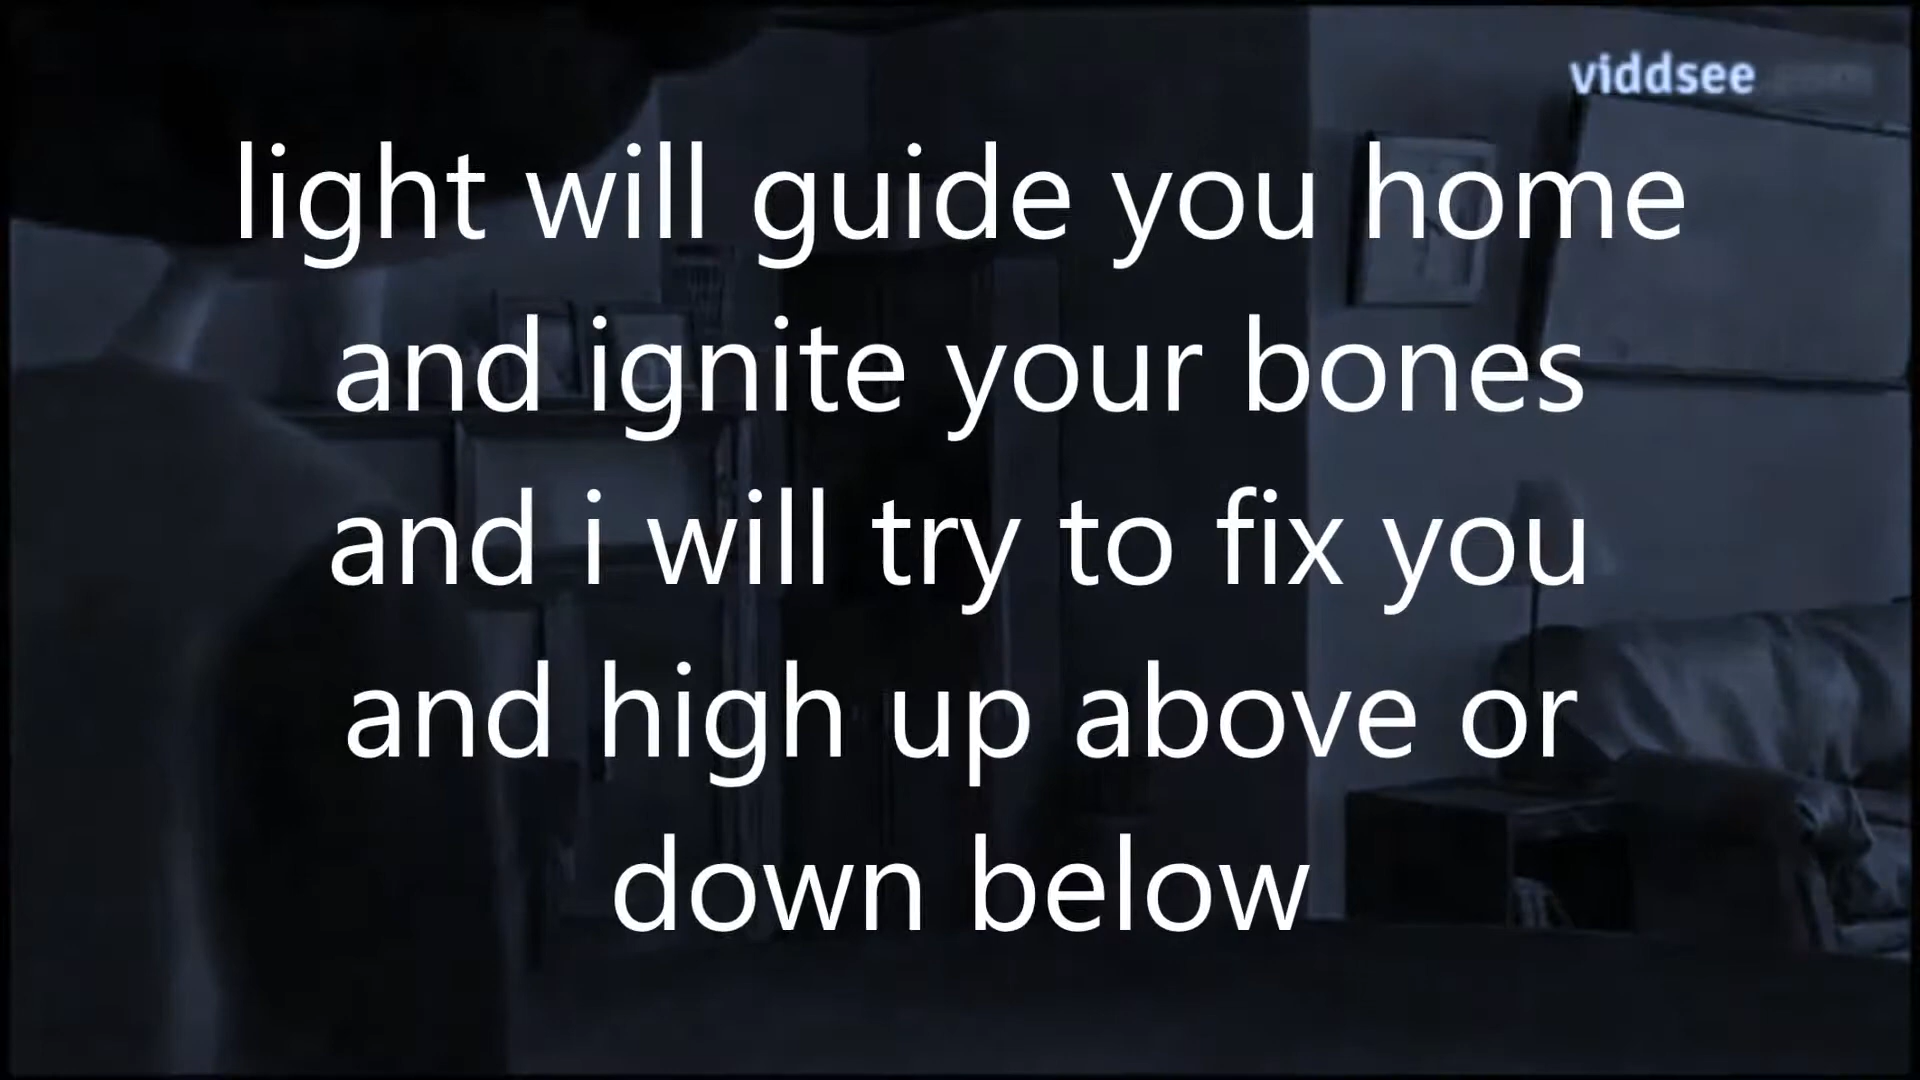 viddsee
light will guide you home
and ignite your bones
and i will try to fix you
and high up above or
down below